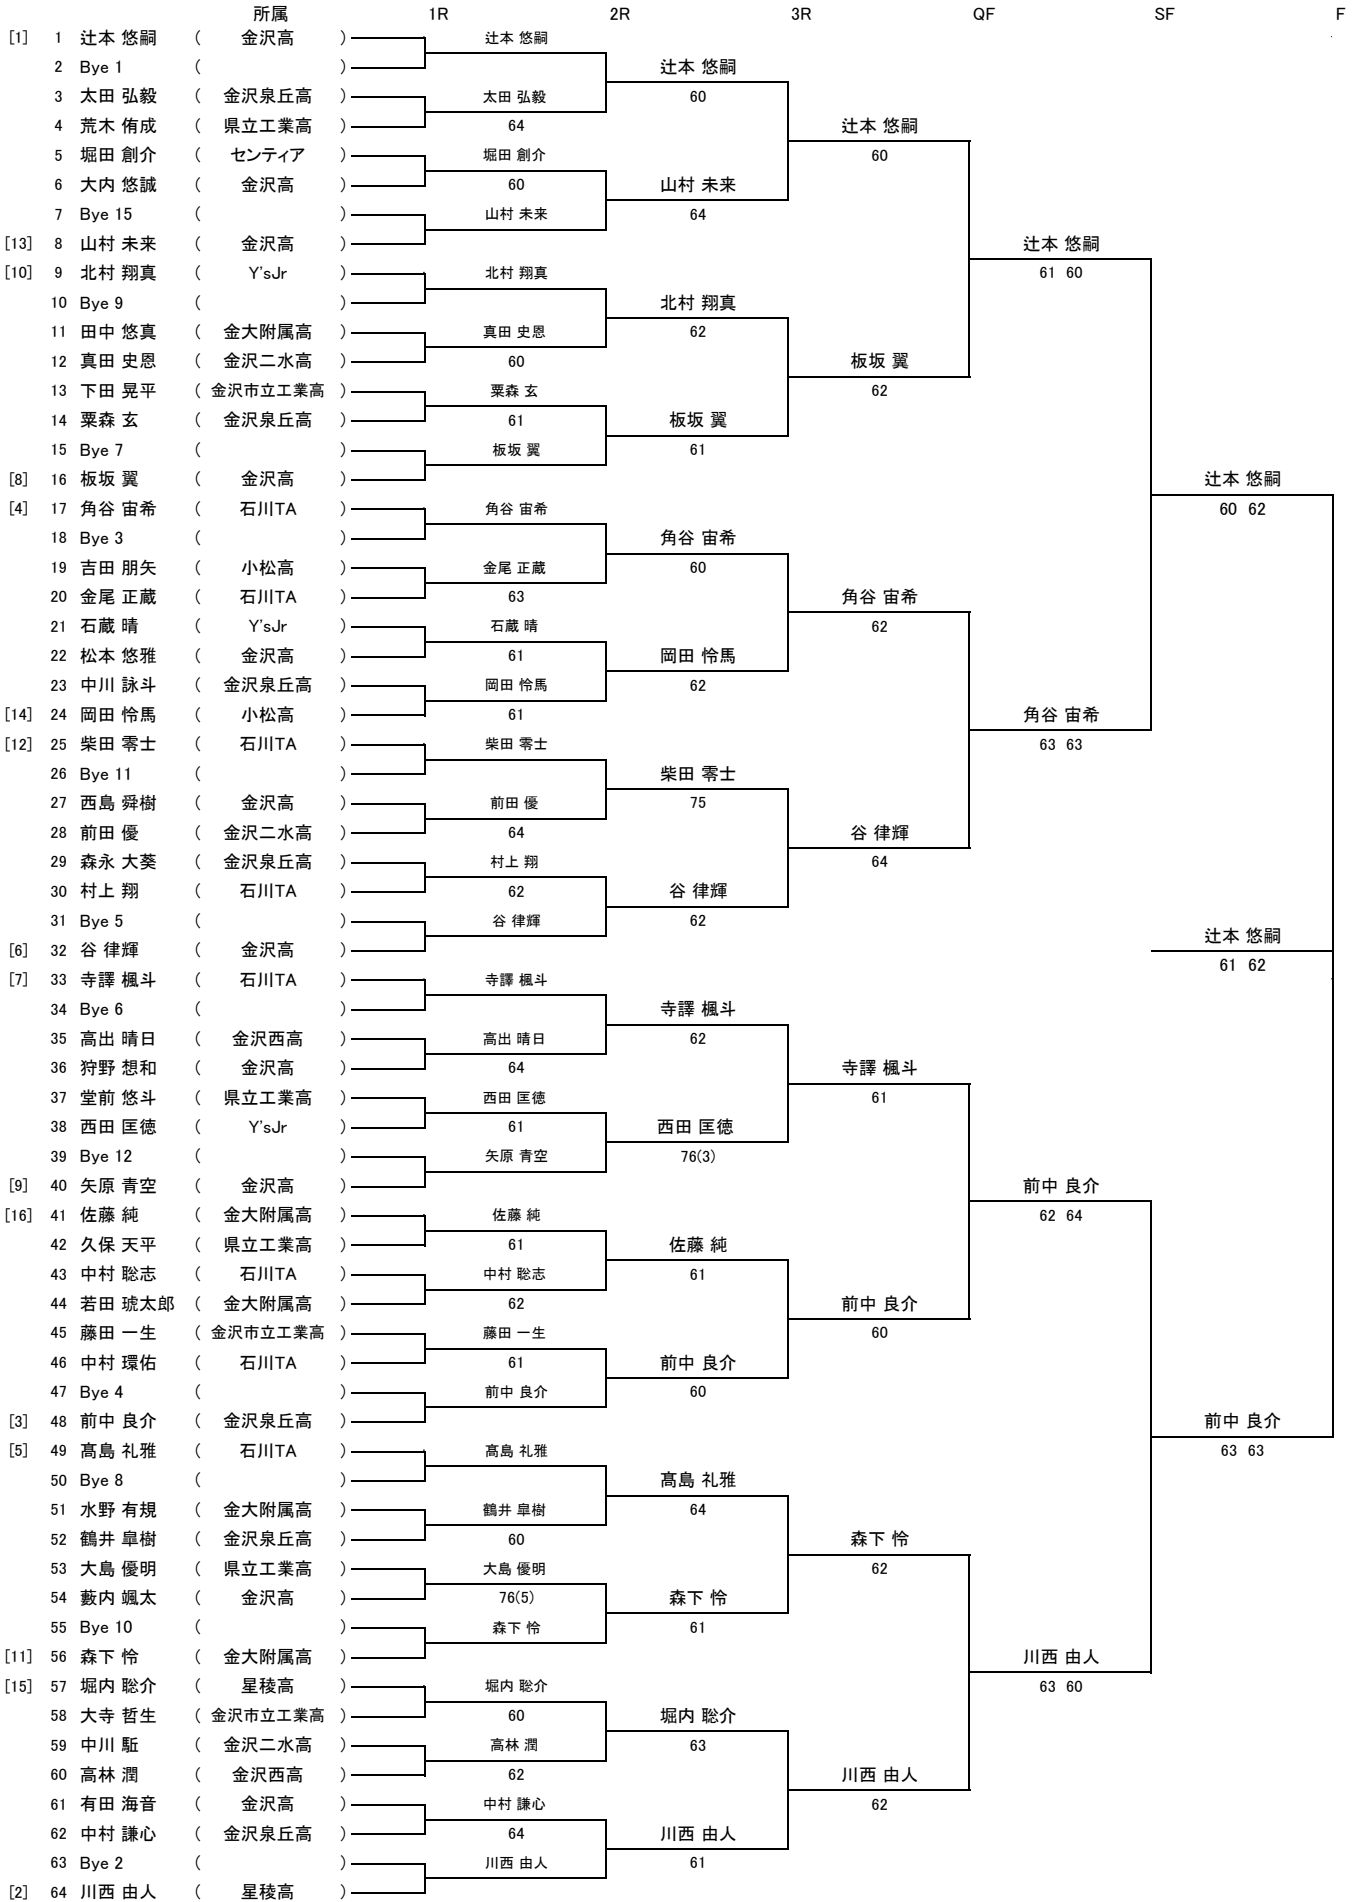 所属 1R 2R 3R QF SF F
[1] 1 辻本 悠嗣 ( 金沢高 ) 辻本 悠嗣
2 Bye 1 ( ) 辻本 悠嗣
3 太田 弘毅 ( 金沢泉丘高 ) 太田 弘毅 60
4 荒木 侑成 ( 県立工業高 ) 64 辻本 悠嗣
5 堀田 創介 ( センティア ) 堀田 創介 60
6 大内 悠誠 ( 金沢高 ) 60 山村 未来
7 Bye 15 ( ) 山村 未来 64
[13] 8 山村 未来 ( 金沢高 ) 辻本 悠嗣
[10] 9 北村 翔真 ( Y'sJr ) 北村 翔真 61 60
10 Bye 9 ( ) 北村 翔真
11 田中 悠真 ( 金大附属高 ) 真田 史恩 62
12 真田 史恩 ( 金沢二水高 ) 60 板坂 翼
13 下田 晃平 ( 金沢市立工業高 ) 粟森 玄 62
14 粟森 玄 ( 金沢泉丘高 ) 61 板坂 翼
15 Bye 7 ( ) 板坂 翼 61
[8] 16 板坂 翼 ( 金沢高 ) 辻本 悠嗣
[4] 17 角谷 宙希 ( 石川TA ) 角谷 宙希 60 62
18 Bye 3 ( ) 角谷 宙希
19 吉田 朋矢 ( 小松高 ) 金尾 正蔵 60
20 金尾 正蔵 ( 石川TA ) 63 角谷 宙希
21 石蔵 晴 ( Y'sJr ) 石蔵 晴 62
22 松本 悠雅 ( 金沢高 ) 61 岡田 怜馬
23 中川 詠斗 ( 金沢泉丘高 ) 岡田 怜馬 62
[14] 24 岡田 怜馬 ( 小松高 ) 61 角谷 宙希
[12] 25 柴田 零士 ( 石川TA ) 柴田 零士 63 63
26 Bye 11 ( ) 柴田 零士
27 西島 舜樹 ( 金沢高 ) 前田 優 75
28 前田 優 ( 金沢二水高 ) 64 谷 律輝
29 森永 大葵 ( 金沢泉丘高 ) 村上 翔 64
30 村上 翔 ( 石川TA ) 62 谷 律輝
31 Bye 5 ( ) 谷 律輝 62
[6] 32 谷 律輝 ( 金沢高 ) 辻本 悠嗣
[7] 33 寺譯 楓斗 ( 石川TA ) 寺譯 楓斗 61 62
34 Bye 6 ( ) 寺譯 楓斗
35 高出 晴日 ( 金沢西高 ) 高出 晴日 62
36 狩野 想和 ( 金沢高 ) 64 寺譯 楓斗
37 堂前 悠斗 ( 県立工業高 ) 西田 匡徳 61
38 西田 匡徳 ( Y'sJr ) 61 西田 匡徳
39 Bye 12 ( ) 矢原 青空 76(3)
[9] 40 矢原 青空 ( 金沢高 ) 前中 良介
[16] 41 佐藤 純 ( 金大附属高 ) 佐藤 純 62 64
42 久保 天平 ( 県立工業高 ) 61 佐藤 純
43 中村 聡志 ( 石川TA ) 中村 聡志 61
44 若田 琥太郎 ( 金大附属高 ) 62 前中 良介
45 藤田 一生 ( 金沢市立工業高 ) 藤田 一生 60
46 中村 環佑 ( 石川TA ) 61 前中 良介
47 Bye 4 ( ) 前中 良介 60
[3] 48 前中 良介 ( 金沢泉丘高 ) 前中 良介
[5] 49 髙島 礼雅 ( 石川TA ) 髙島 礼雅 63 63
50 Bye 8 ( ) 髙島 礼雅
51 水野 有規 ( 金大附属高 ) 鶴井 皐樹 64
52 鶴井 皐樹 ( 金沢泉丘高 ) 60 森下 怜
53 大島 優明 ( 県立工業高 ) 大島 優明 62
54 藪内 颯太 ( 金沢高 ) 76(5) 森下 怜
55 Bye 10 ( ) 森下 怜 61
[11] 56 森下 怜 ( 金大附属高 ) 川西 由人
[15] 57 堀内 聡介 ( 星稜高 ) 堀内 聡介 63 60
58 大寺 哲生 ( 金沢市立工業高 ) 60 堀内 聡介
59 中川 駈 ( 金沢二水高 ) 高林 潤 63
60 高林 潤 ( 金沢西高 ) 62 川西 由人
61 有田 海音 ( 金沢高 ) 中村 謙心 62
62 中村 謙心 ( 金沢泉丘高 ) 64 川西 由人
63 Bye 2 ( ) 川西 由人 61
[2] 64 川西 由人 ( 星稜高 )